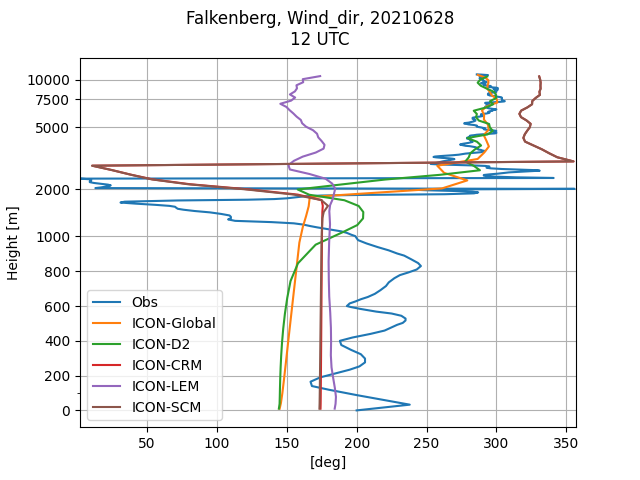 Falkenberg, Wind_dir, 20210628
12 UTC
10000
7500
5000
2000
1000
800
600
400
200
0
Height [m]
Obs
ICON-Global
ICON-D2
ICON-CRM
ICON-LEM
ICON-SCM
50
100
150
200
250
300
350
[deg]